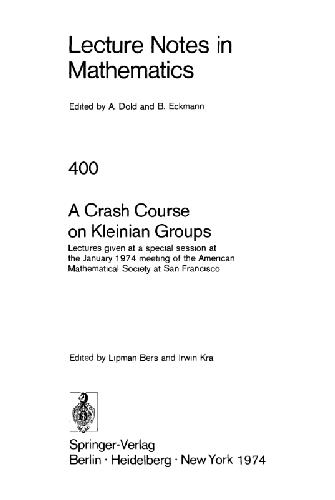 Lecture Notes in
Mathematics
Edited by A. Dold and B. Eckmann
400
A Crash Course
on Kleinian Groups
Lectures given at a special session at
the January 1974 meeting of the American
Mathematical Society at San Francisco
Edited by Lipman Bers and Irwin Kra
Springer-Verlag
Berlin · Heidelberg · New York 1974